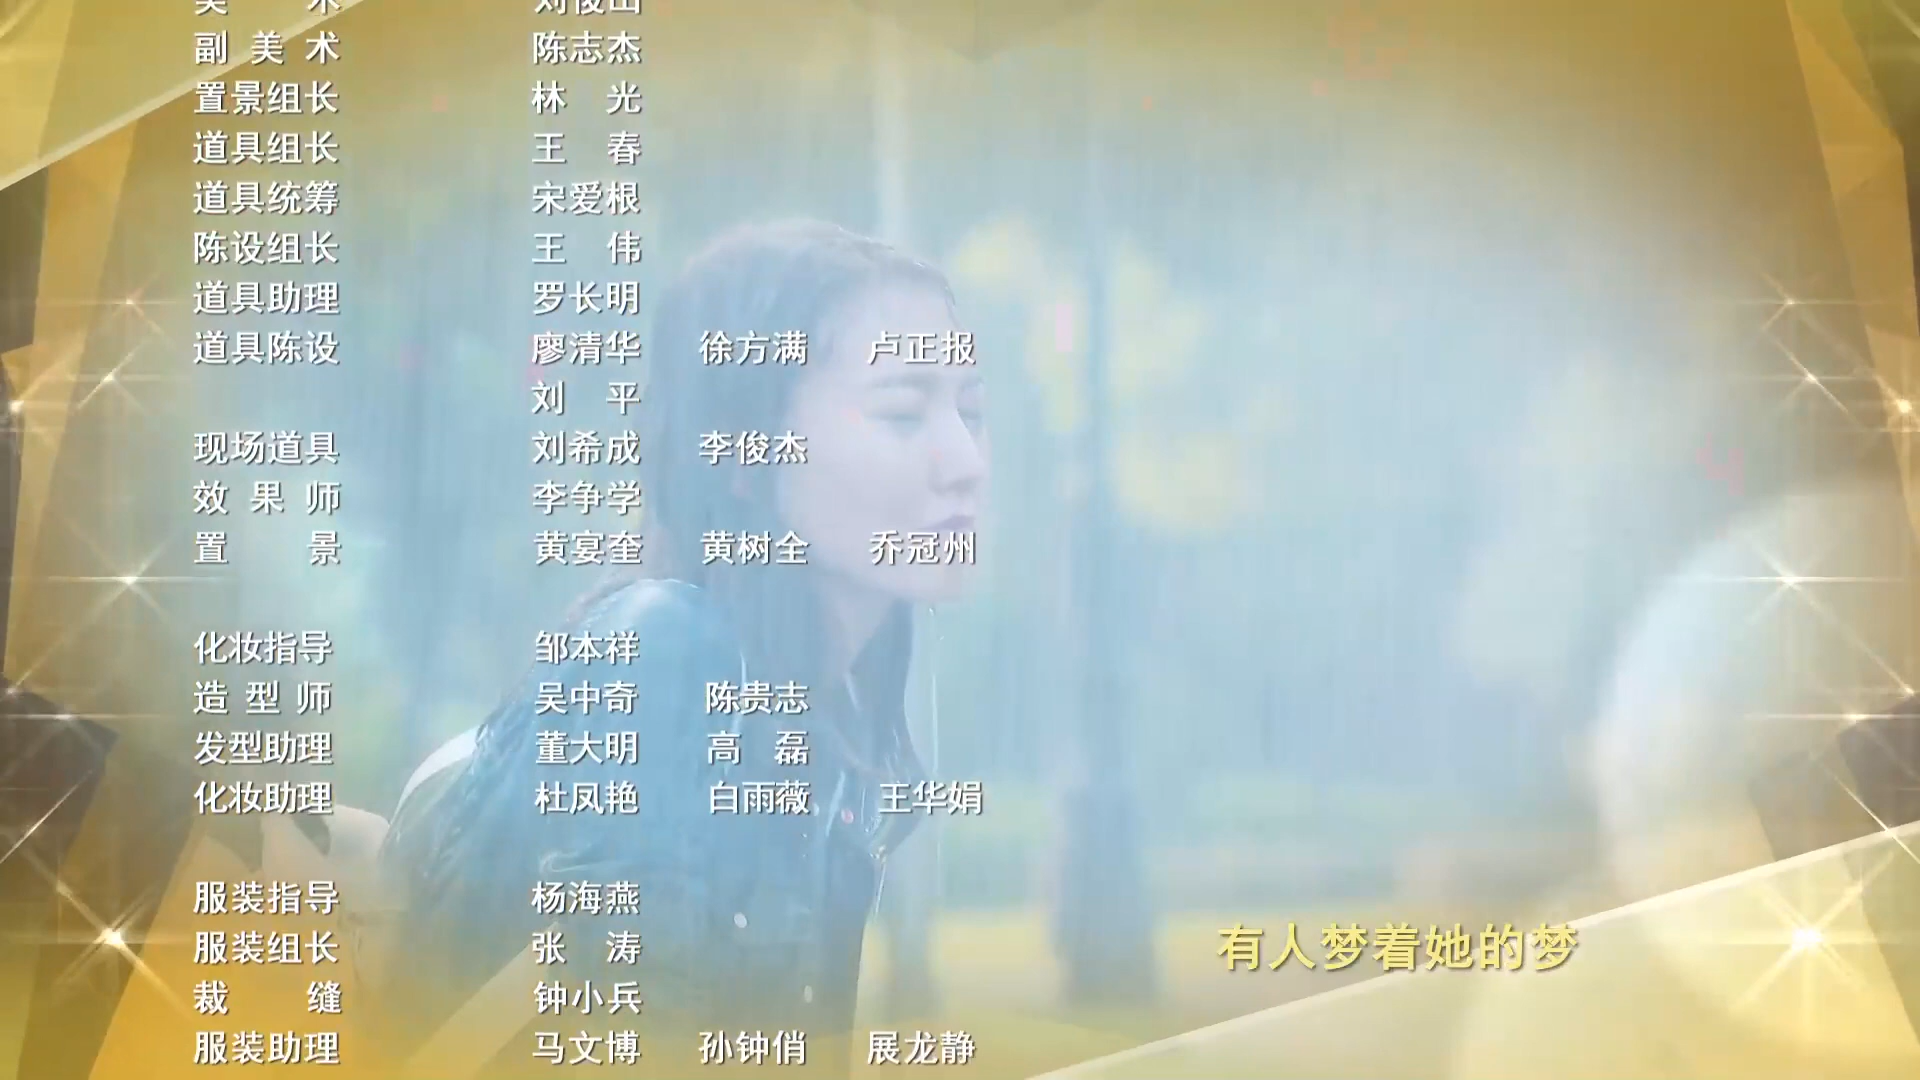 美 术 刘俊山
副 美 术 陈志杰
置景组长 林 光
道具组长 王 春
道具统筹 宋爱根
陈设组长 王 伟
道具助理 罗长明
道具陈设 廖清华 徐方满 卢正报
刘 平
现场道具 刘希成 李俊杰
效 果 师 李争学
置 景 黄宴奎 黄树全 乔冠州
化妆指导 邹本祥
造 型 师 吴中奇 陈贵志
发型助理 董大明 高 磊
化妆助理 杜凤艳 白雨薇 王华娟
服装指导 杨海燕
服装组长 张 涛
有人梦着她的梦
裁 缝 钟小兵
服装助理 马文博 孙钟俏 展龙静